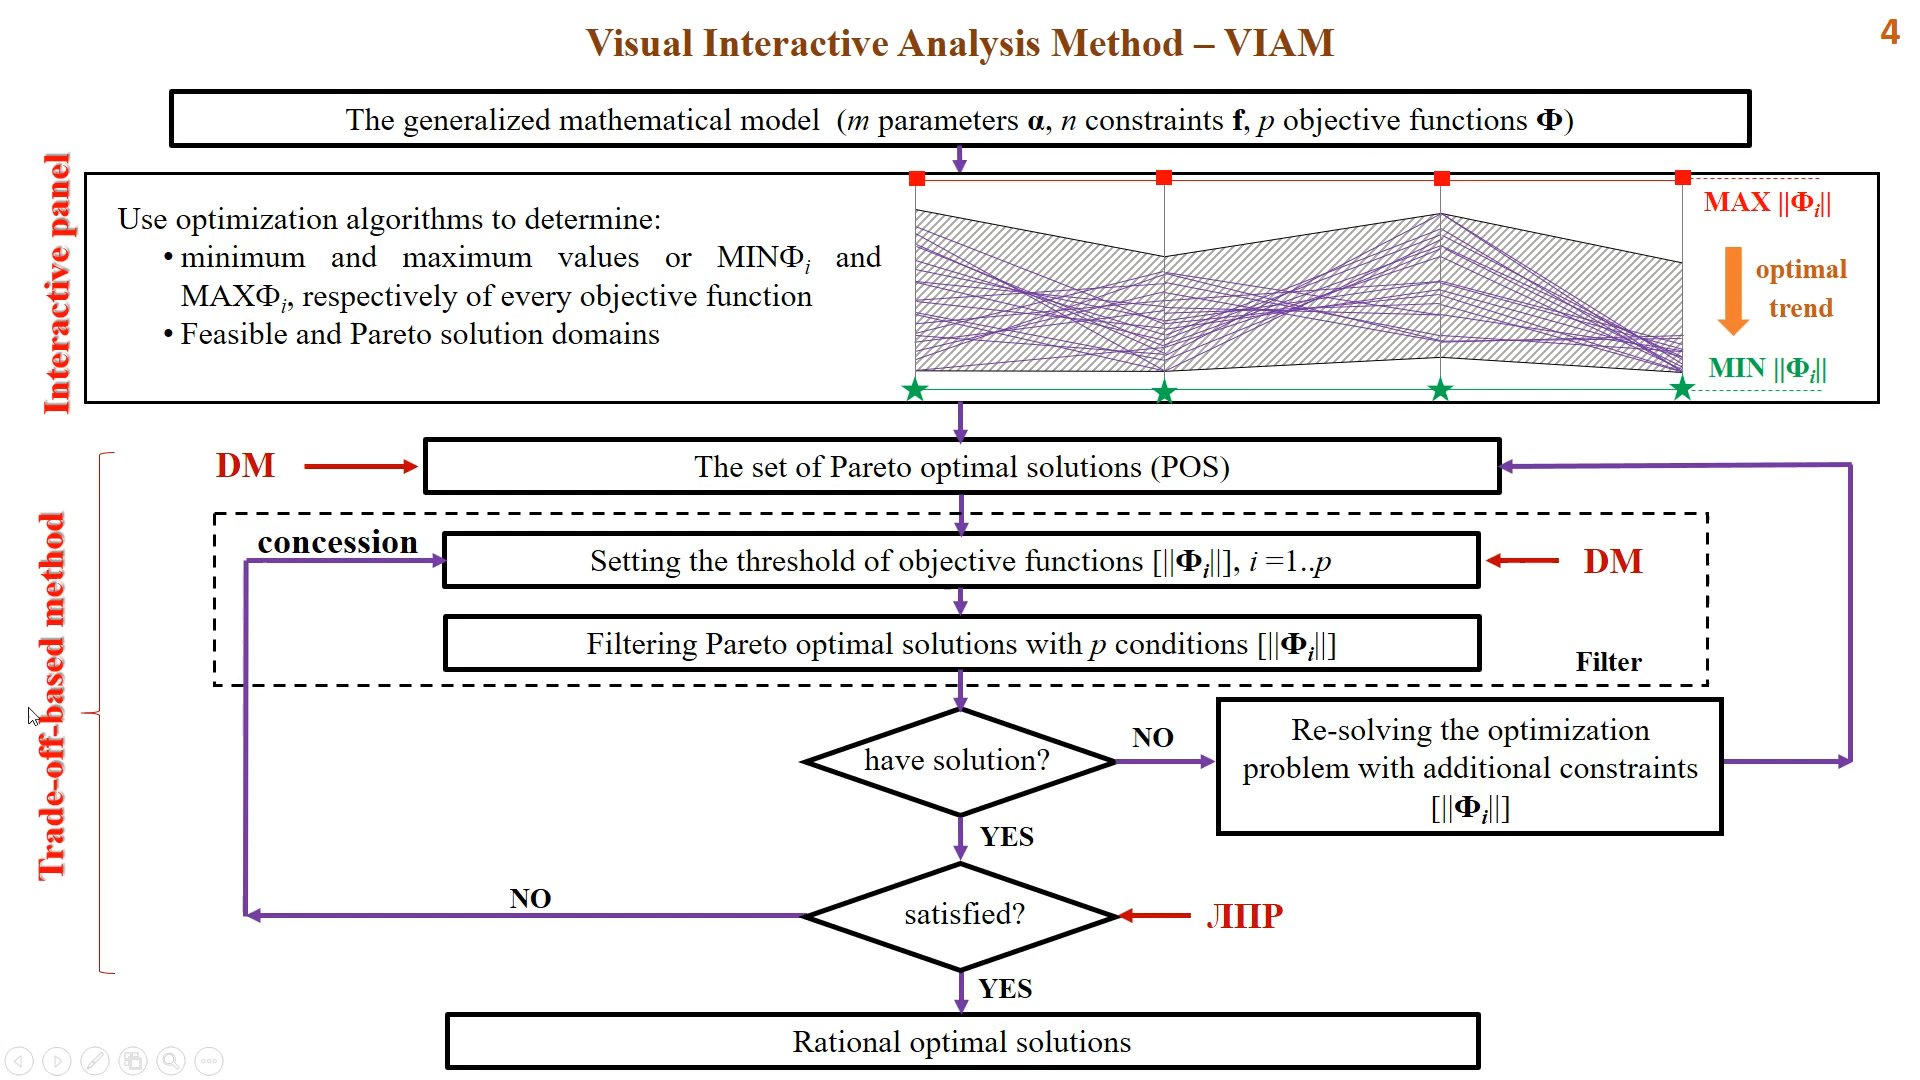 Visual Interactive Analysis Method – VIAM
4
The generalized mathematical model (m parameters α, n constraints f, p objective functions Φ)
Interactive panel
Use optimization algorithms to determine:
• minimum and maximum values or MINΦi and
MAXΦi, respectively of every objective function
• Feasible and Pareto solution domains
MAX ||Φi||
optimal
trend
MIN ||Φi||
Trade-off-based method
DM
The set of Pareto optimal solutions (POS)
concession
Setting the threshold of objective functions [||Φi||], i =1..p
DM
Filtering Pareto optimal solutions with p conditions [||Φi||]
Filter
have solution?
NO
Re-solving the optimization
problem with additional constraints
[||Φi||]
YES
NO
satisfied?
ЛПР
YES
Rational optimal solutions